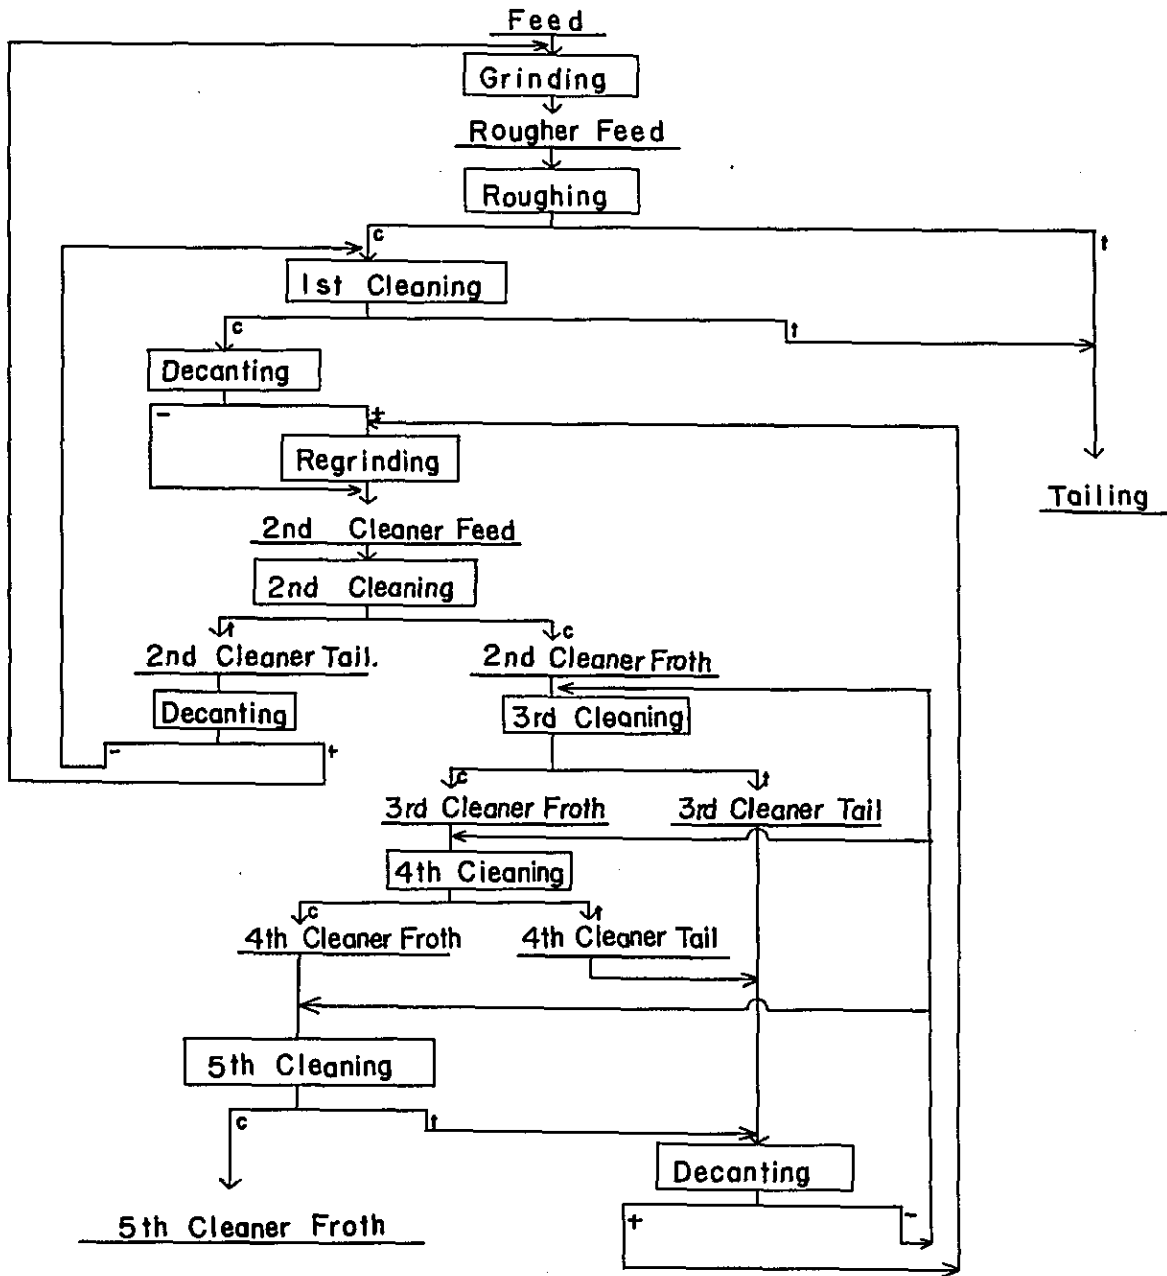 Feed
Grinding
Rougher Feed
Roughing
c
t
1st Cleaning
c
t
Decanting
-
+
Regrinding
Tailing
2nd Cleaner Feed
2nd Cleaning
t
c
2nd Cleaner Tail.
2nd Cleaner Froth
Decanting
3rd Cleaning
-
+
c
t
3rd Cleaner Froth
3rd Cleaner Tail
4th Cleaning
c
t
4th Cleaner Froth
4th Cleaner Tail
5th Cleaning
c
t
Decanting
+
-
5th Cleaner Froth